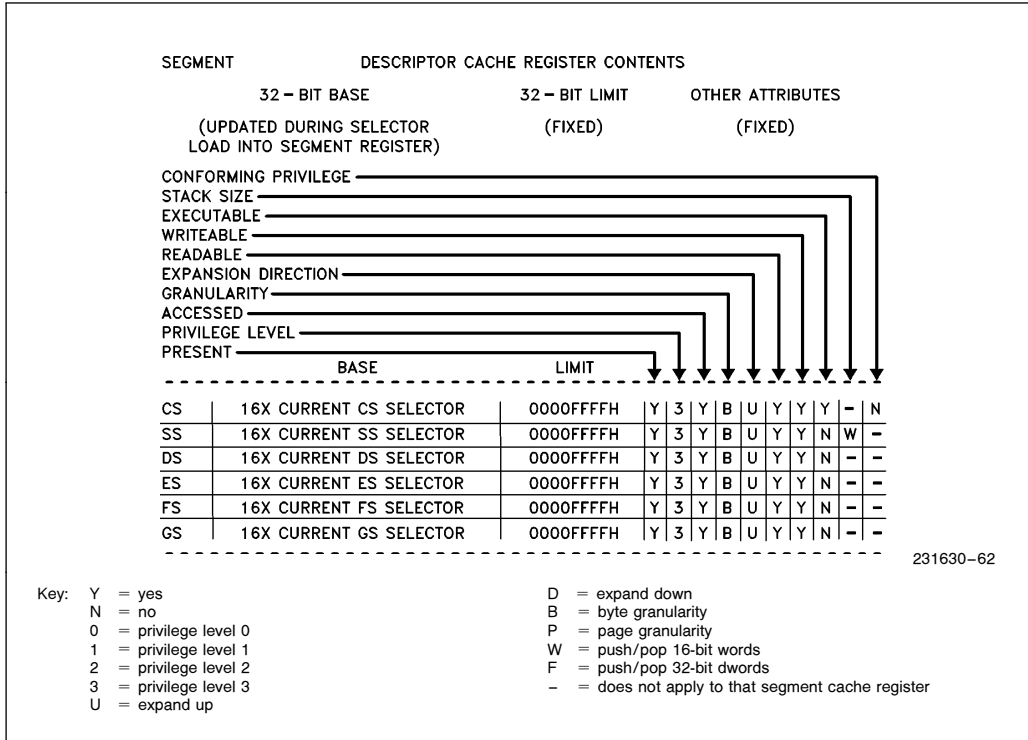 SEGMENT DESCRIPTOR CACHE REGISTER CONTENTS
32 – BIT BASE 32 – BIT LIMIT OTHER ATTRIBUTES
(UPDATED DURING SELECTOR (FIXED) (FIXED)
LOAD INTO SEGMENT REGISTER)
CONFORMING PRIVILEGE
STACK SIZE
EXECUTABLE
WRITEABLE
READABLE
EXPANSION DIRECTION
GRANULARITY
ACCESSED
PRIVILEGE LEVEL
PRESENT
BASE LIMIT
CS 16X CURRENT CS SELECTOR 0000FFFFH Y 3 Y B U Y Y Y – N
SS 16X CURRENT SS SELECTOR 0000FFFFH Y 3 Y B U Y Y N W –
DS 16X CURRENT DS SELECTOR 0000FFFFH Y 3 Y B U Y Y N – –
ES 16X CURRENT ES SELECTOR 0000FFFFH Y 3 Y B U Y Y N – –
FS 16X CURRENT FS SELECTOR 0000FFFFH Y 3 Y B U Y Y N – –
GS 16X CURRENT GS SELECTOR 0000FFFFH Y 3 Y B U Y Y N – –
231630–62
Key: Y = yes
N = no
0 = privilege level 0
1 = privilege level 1
2 = privilege level 2
3 = privilege level 3
U = expand up
D = expand down
B = byte granularity
P = page granularity
W = push/pop 16-bit words
F = push/pop 32-bit dwords
– = does not apply to that segment cache register